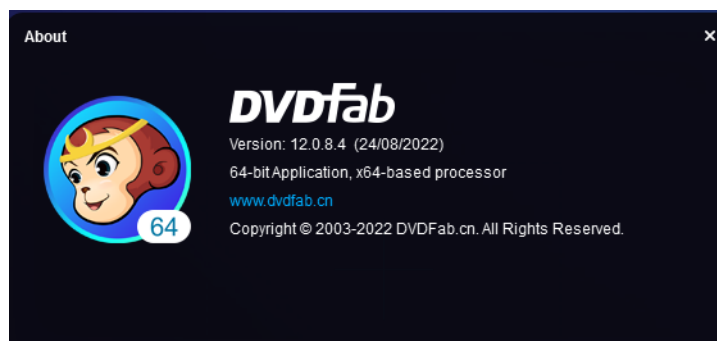 About
DVDFab
Version: 12.0.8.4 (24/08/2022)
64-bit Application, x64-based processor
64
www.dvdfab.cn
Copyright © 2003-2022 DVDFab.cn. All Rights Reserved.